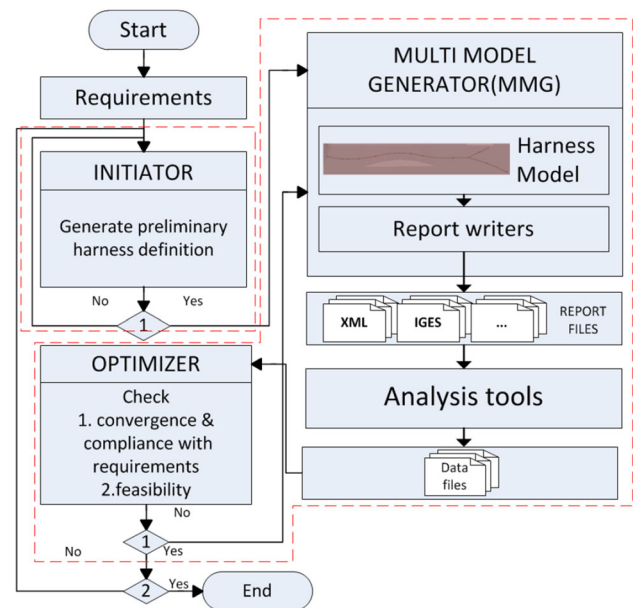 Start
Requirements
INITIATOR
Generate preliminary
harness definition
No
Yes
1
MULTI MODEL
GENERATOR(MMG)
Harness
Model
Report writers
XML
IGES
...
REPORT
FILES
Analysis tools
Data
files
OPTIMIZER
Check
1. convergence &
compliance with
requirements
2.feasibility
No
1
Yes
No
2
Yes
End